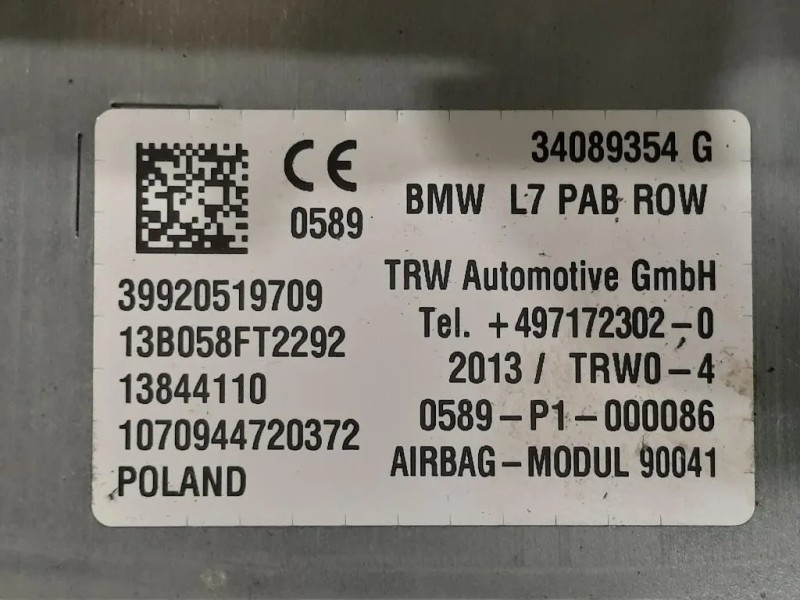 34089354 G
CE
0589
BMW L7 PAB ROW
39920519709
13B058FT2292
13844110
1070944720372
POLAND
TRW Automotive GmbH
Tel. +497172302-0
2013 / TRW0-4
0589-P1-000086
AIRBAG-MODUL 90041